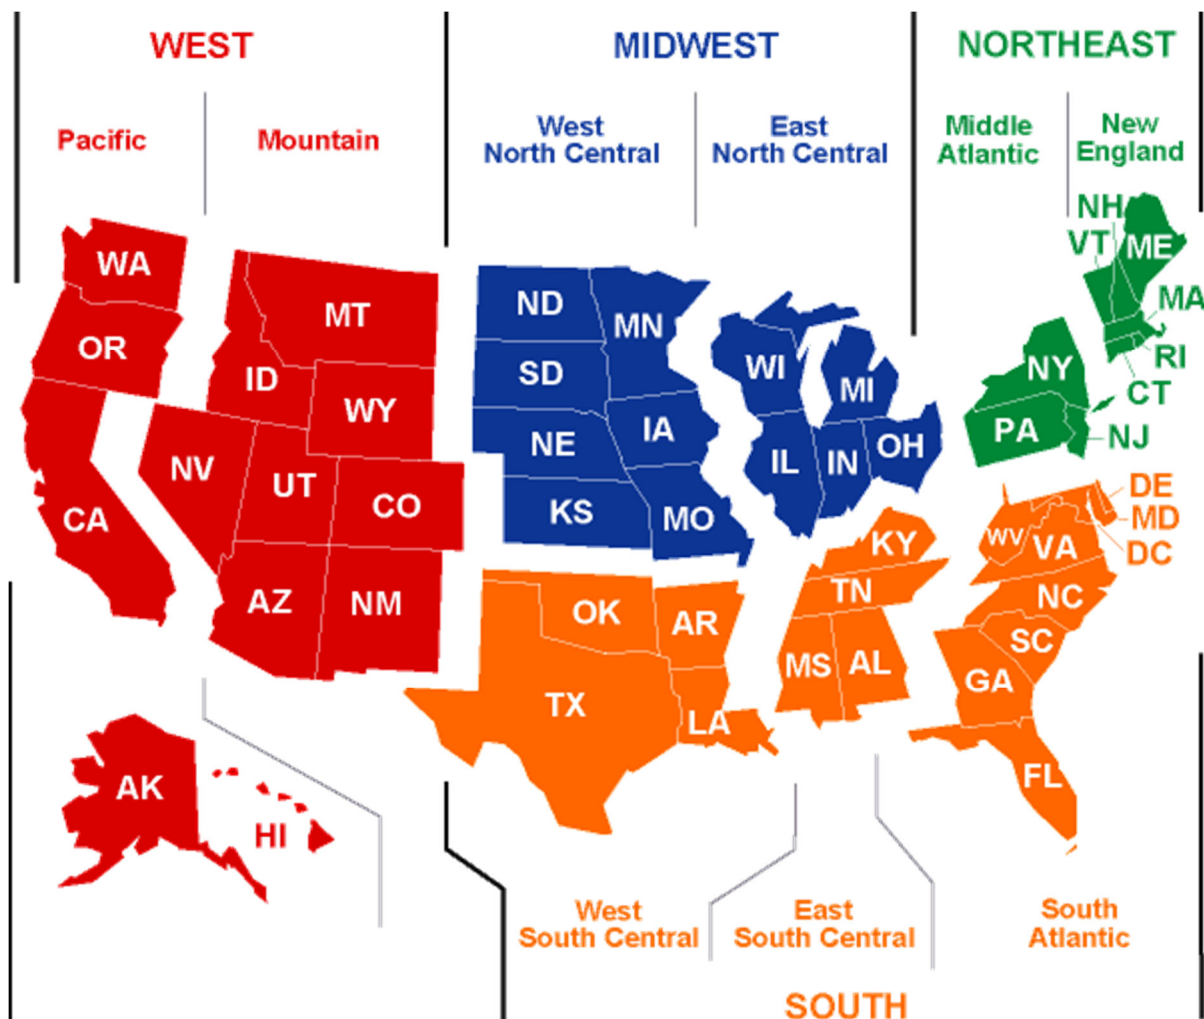 WEST
MIDWEST
NORTHEAST
Pacific
Mountain
West
North Central
East
North Central
Middle
Atlantic
New
England
WA
OR
CA
MT
ID
WY
NV
UT
CO
AZ
NM
AK
HI
ND
SD
NE
KS
MN
IA
MO
WI
MI
IL
IN
OH
NH
VT
ME
MA
RI
CT
NY
PA
NJ
OK
AR
TX
LA
KY
TN
MS
AL
DE
MD
DC
WV
VA
NC
SC
GA
FL
West
South Central
East
South Central
South
Atlantic
SOUTH